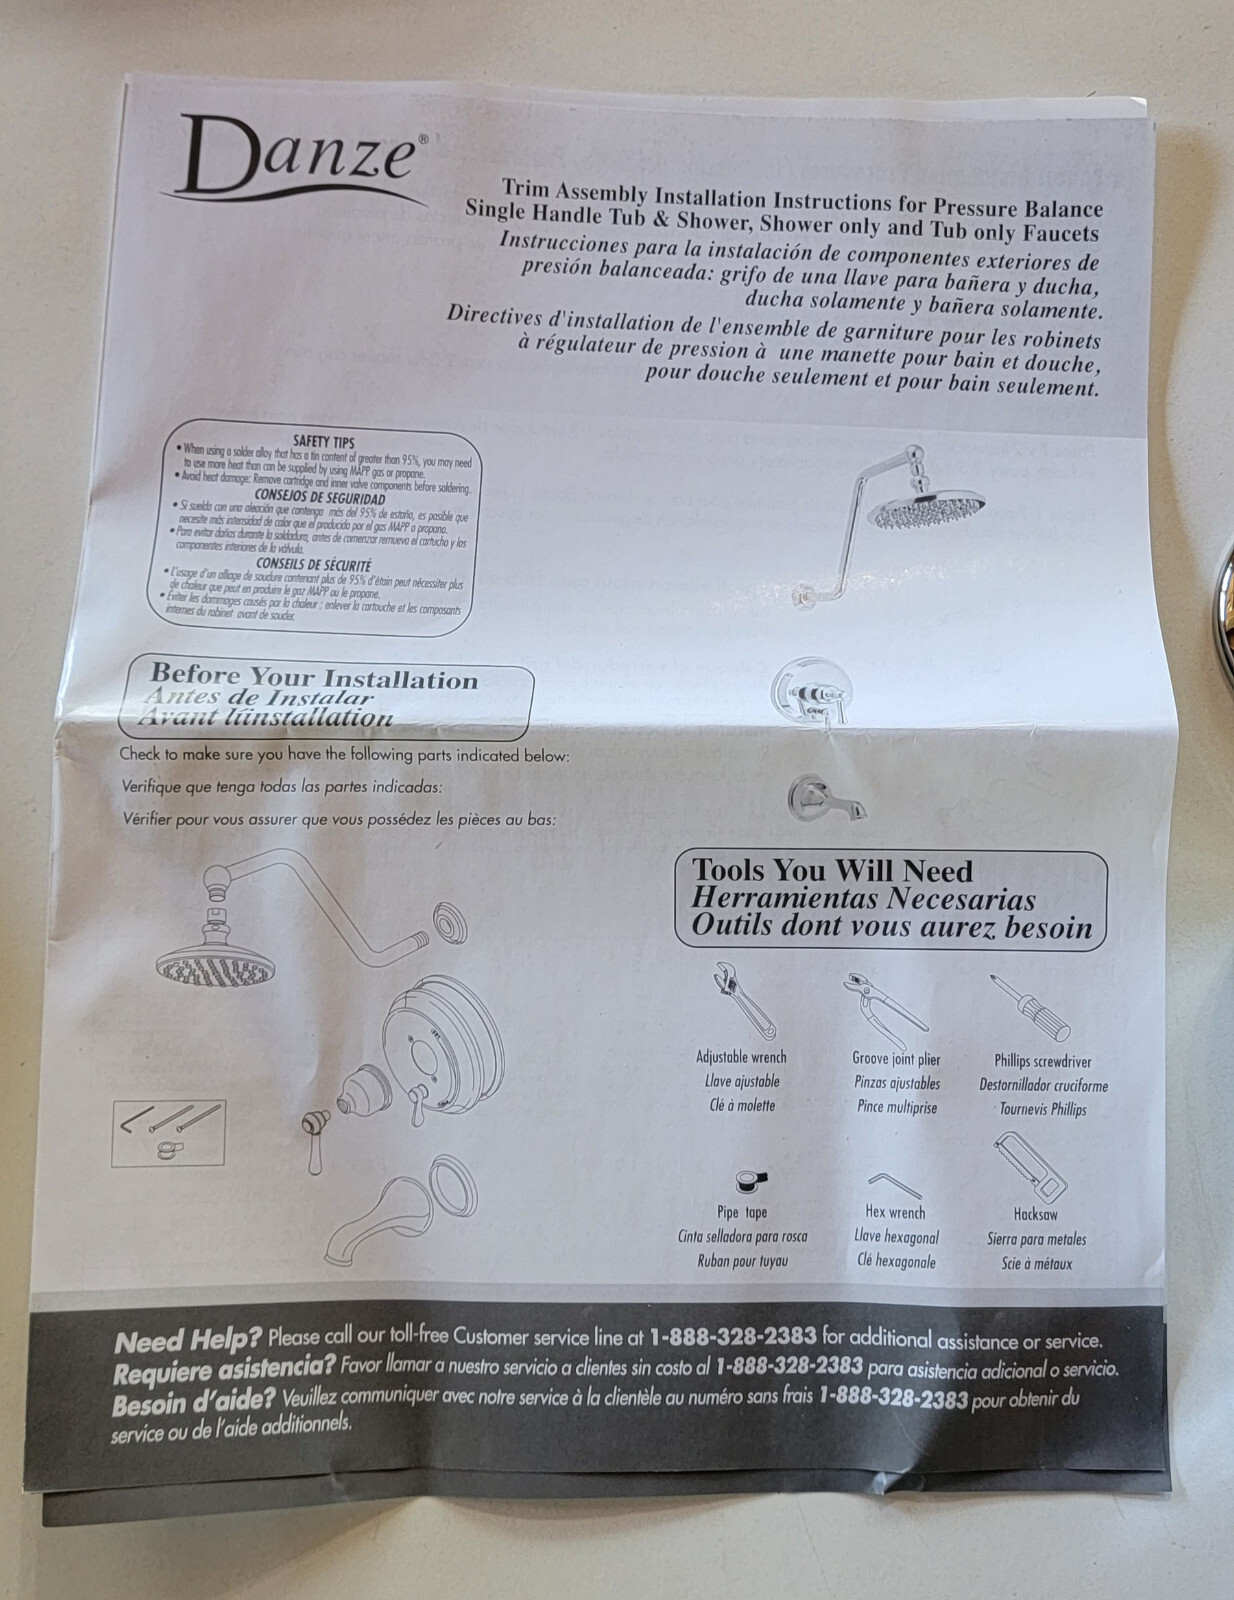 Danze®
Trim Assembly Installation Instructions for Pressure Balance
Single Handle Tub & Shower, Shower only and Tub only Faucets
Instrucciones para la instalación de componentes exteriores de
presión balanceada: grifo de una llave para bañera y ducha,
ducha solamente y bañera solamente.
Directives d'installation de l'ensemble de garniture pour les robinets
à régulateur de pression à une manette pour bain et douche,
pour douche seulement et pour bain seulement.
SAFETY TIPS
• When using a solder alloy that has a tin content of greater than 95%, you may need
to use more heat than can be supplied by using MAPP gas or propane.
• Avoid heat damage: Remove cartridge and inner valve components before soldering.
CONSEJOS DE SEGURIDAD
• Si suelda con una aleación que contenga más del 95% de estaño, es posible que
necesite más intensidad de calor que el producido por el gas MAPP o propano.
• Para evitar daños durante la soldadura, antes de comenzar remueva el cartucho y los
componentes interiores de la válvula.
CONSEILS DE SÉCURITÉ
• L'usage d'un alliage de soudure contenant plus de 95% d'étain peut nécessiter plus
de chaleur que peut en produire le gaz MAPP ou le propane.
• Éviter les dommages causés par la chaleur : enlever la cartouche et les composants
internes du robinet avant de souder.
Before Your Installation
Antes de Instalar
Avant líinstallation
Check to make sure you have the following parts indicated below:
Verifique que tenga todas las partes indicadas:
Vérifier pour vous assurer que vous possédez les pièces au bas:
Tools You Will Need
Herramientas Necesarias
Outils dont vous aurez besoin
Adjustable wrench
Llave ajustable
Clé à molette
Groove joint plier
Pinzas ajustables
Pince multiprise
Phillips screwdriver
Destornillador cruciforme
Tournevis Phillips
Pipe tape
Cinta selladora para rosca
Ruban pour tuyau
Hex wrench
Llave hexagonal
Clé hexagonale
Hacksaw
Sierra para metales
Scie à métaux
Need Help? Please call our toll-free Customer service line at 1-888-328-2383 for additional assistance or service.
Requiere asistencia? Favor llamar a nuestro servicio a clientes sin costo al 1-888-328-2383 para asistencia adicional o servicio.
Besoin d'aide? Veuillez communiquer avec notre service à la clientèle au numéro sans frais 1-888-328-2383 pour obtenir du
service ou de l'aide additionnels.